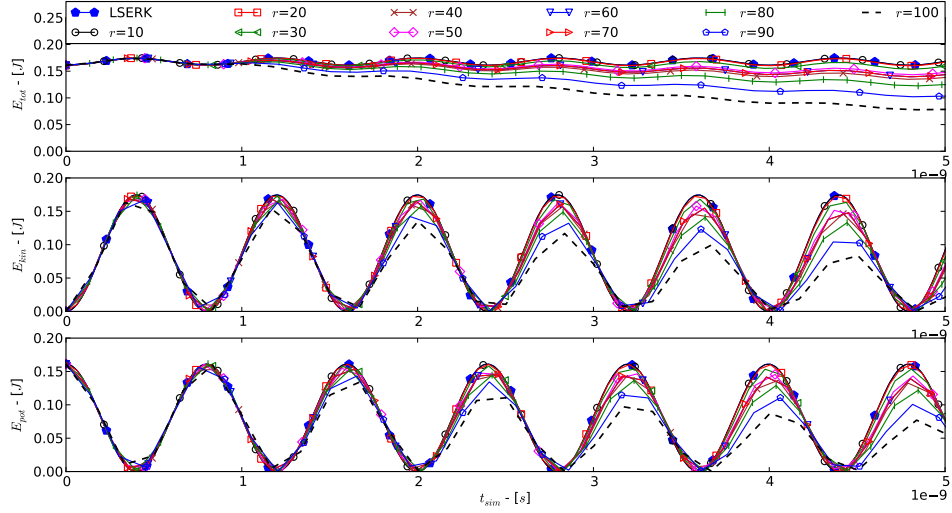 LSERK r=20 r=40 r=60 r=80 r=100
r=10 r=30 r=50 r=70 r=90
0.20
0.15
0.10
0.05
0.00
E_tot - [J]
0 1 2 3 4 5
1e−9
0.20
0.15
0.10
0.05
0.00
E_kin - [J]
0 1 2 3 4 5
1e−9
0.20
0.15
0.10
0.05
0.00
E_pot - [J]
0 1 2 3 4 5
t_sim - [s]
1e−9